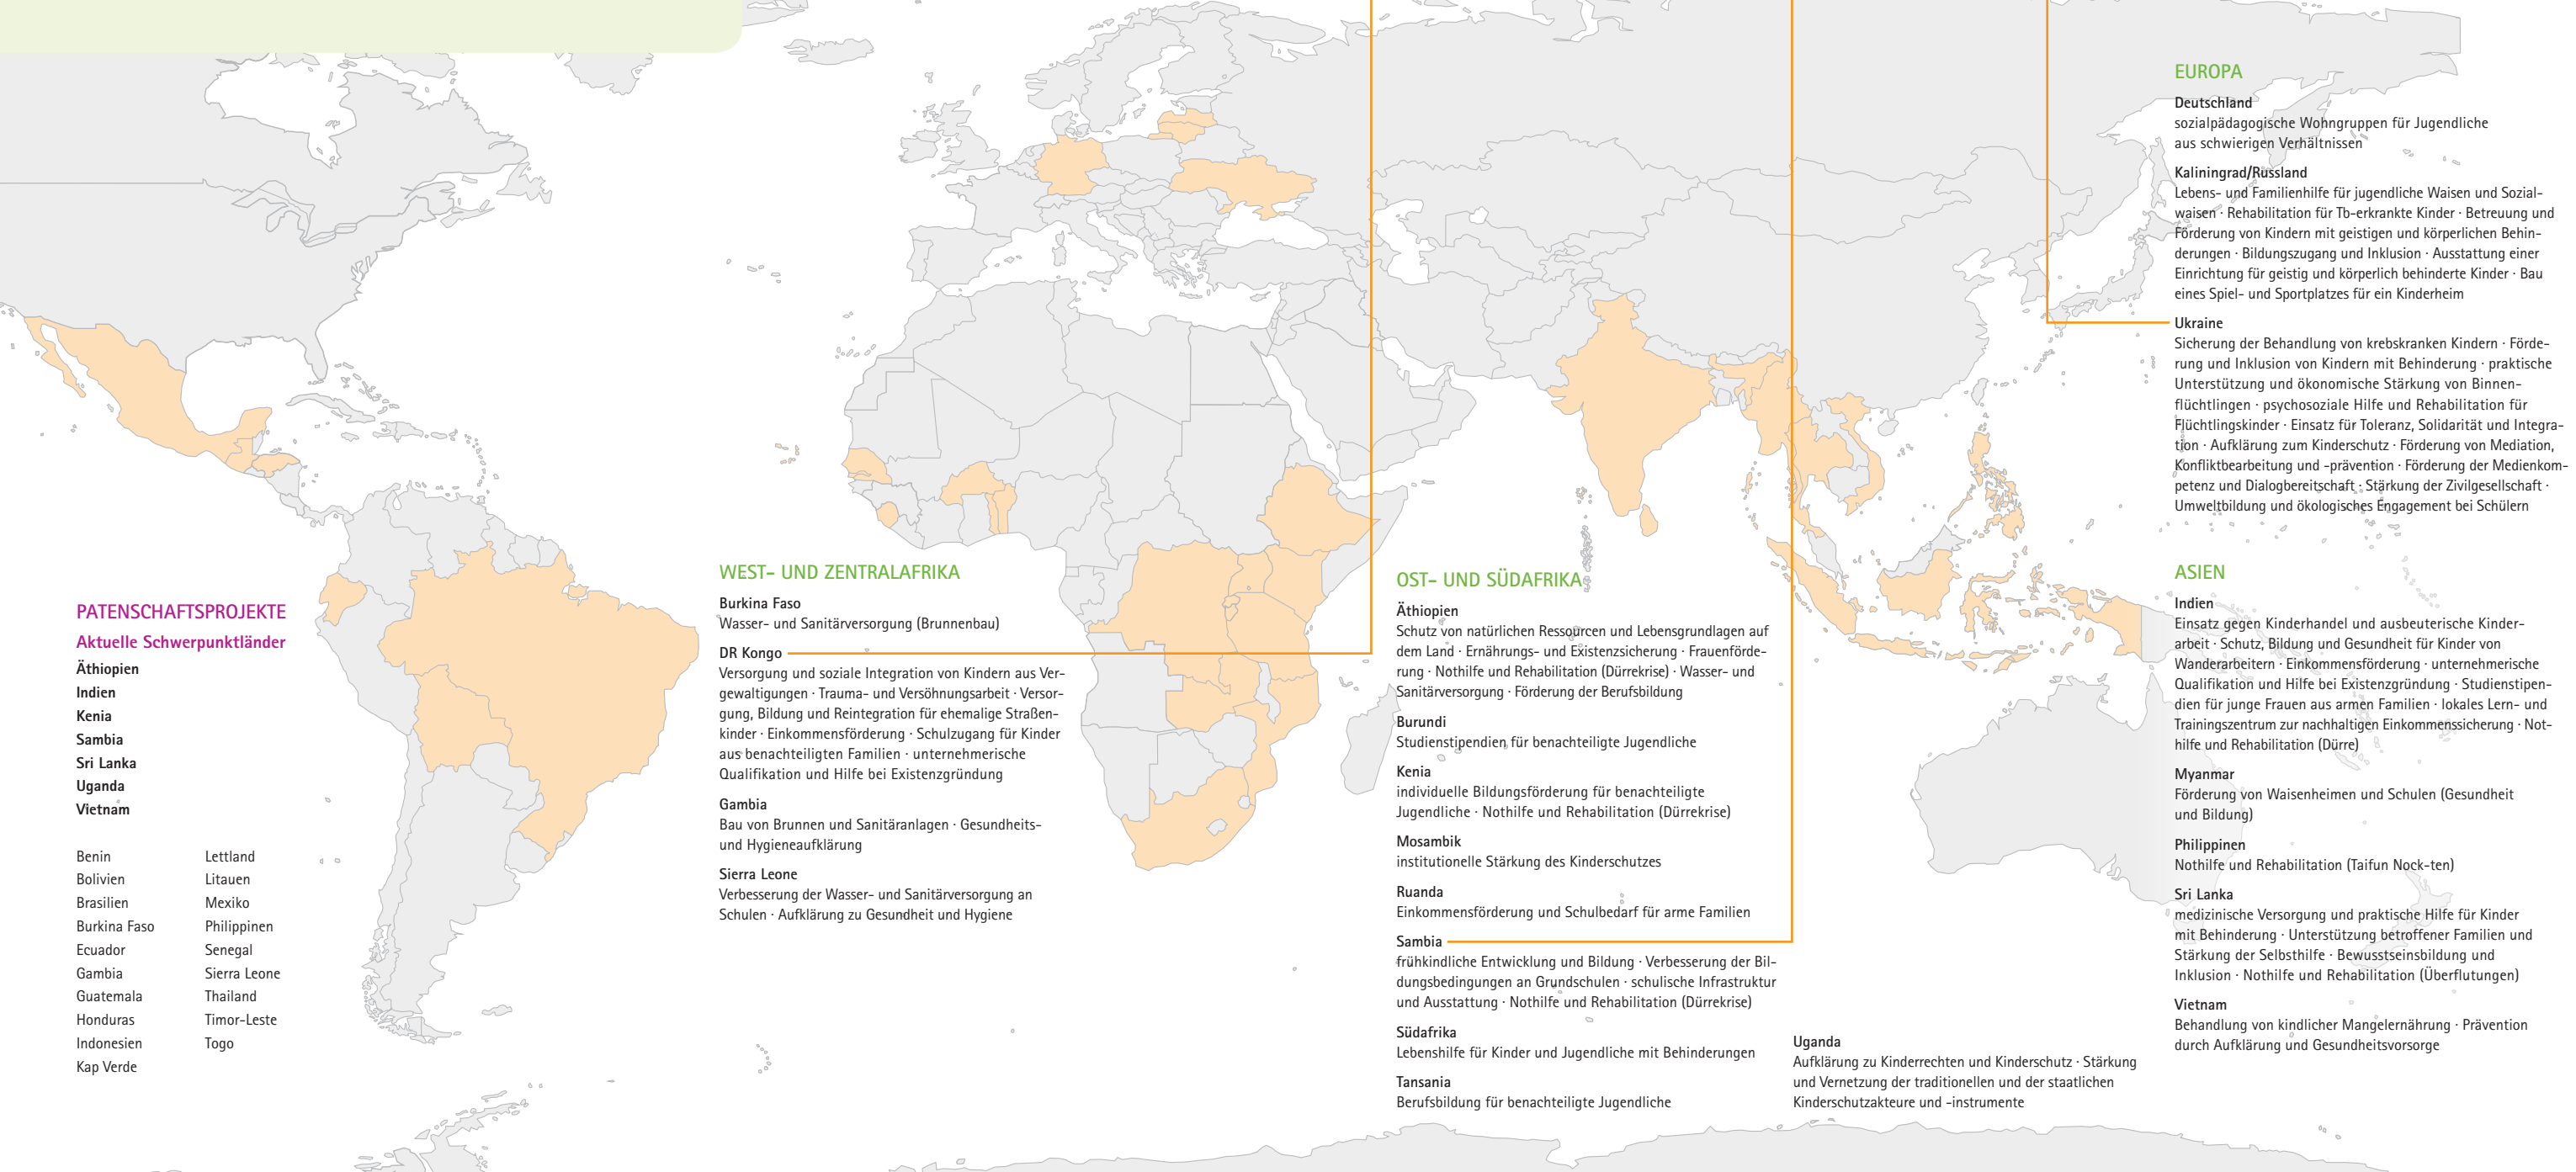 PATENSCHAFTSPROJEKTE
Aktuelle Schwerpunktländer
Äthiopien
Indien
Kenia
Sambia
Sri Lanka
Uganda
Vietnam
Benin
Bolivien
Brasilien
Burkina Faso
Ecuador
Gambia
Guatemala
Honduras
Indonesien
Kap Verde
Lettland
Litauen
Mexiko
Philippinen
Senegal
Sierra Leone
Thailand
Timor-Leste
Togo
WEST- UND ZENTRALAFRIKA
Burkina Faso
Wasser- und Sanitärversorgung (Brunnenbau)
DR Kongo
Versorgung und soziale Integration von Kindern aus Ver-
gewaltigungen · Trauma- und Versöhnungsarbeit · Versor-
gung, Bildung und Reintegration für ehemalige Straßen-
kinder · Einkommensförderung · Schulzugang für Kinder
aus benachteiligten Familien · unternehmerische
Qualifikation und Hilfe bei Existenzgründung
Gambia
Bau von Brunnen und Sanitäranlagen · Gesundheits-
und Hygieneaufklärung
Sierra Leone
Verbesserung der Wasser- und Sanitärversorgung an
Schulen · Aufklärung zu Gesundheit und Hygiene
OST- UND SÜDAFRIKA
Äthiopien
Schutz von natürlichen Ressourcen und Lebensgrundlagen auf
dem Land · Ernährungs- und Existenzsicherung · Frauenförde-
rung · Nothilfe und Rehabilitation (Dürrekrise) · Wasser- und
Sanitärversorgung · Förderung der Berufsbildung
Burundi
Studienstipendien für benachteiligte Jugendliche
Kenia
individuelle Bildungsförderung für benachteiligte
Jugendliche · Nothilfe und Rehabilitation (Dürrekrise)
Mosambik
institutionelle Stärkung des Kinderschutzes
Ruanda
Einkommensförderung und Schulbedarf für arme Familien
Sambia
frühkindliche Entwicklung und Bildung · Verbesserung der Bil-
dungsbedingungen an Grundschulen · schulische Infrastruktur
und Ausstattung · Nothilfe und Rehabilitation (Dürrekrise)
Südafrika
Lebenshilfe für Kinder und Jugendliche mit Behinderungen
Tansania
Berufsbildung für benachteiligte Jugendliche
Uganda
Aufklärung zu Kinderrechten und Kinderschutz · Stärkung
und Vernetzung der traditionellen und der staatlichen
Kinderschutzakteure und -instrumente
EUROPA
Deutschland
sozialpädagogische Wohngruppen für Jugendliche
aus schwierigen Verhältnissen
Kaliningrad/Russland
Lebens- und Familienhilfe für jugendliche Waisen und Sozial-
waisen · Rehabilitation für Tb-erkrankte Kinder · Betreuung und
Förderung von Kindern mit geistigen und körperlichen Behin-
derungen · Bildungszugang und Inklusion · Ausstattung einer
Einrichtung für geistig und körperlich behinderte Kinder · Bau
eines Spiel- und Sportplatzes für ein Kinderheim
Ukraine
Sicherung der Behandlung von krebskranken Kindern · Förde-
rung und Inklusion von Kindern mit Behinderung · praktische
Unterstützung und ökonomische Stärkung von Binnen-
flüchtlingen · psychosoziale Hilfe und Rehabilitation für
Flüchtlingskinder · Einsatz für Toleranz, Solidarität und Integra-
tion · Aufklärung zum Kinderschutz · Förderung von Mediation,
Konfliktbearbeitung und -prävention · Förderung der Medienkom-
petenz und Dialogbereitschaft · Stärkung der Zivilgesellschaft ·
Umweltbildung und ökologisches Engagement bei Schülern
ASIEN
Indien
Einsatz gegen Kinderhandel und ausbeuterische Kinder-
arbeit · Schutz, Bildung und Gesundheit für Kinder von
Wanderarbeitern · Einkommensförderung · unternehmerische
Qualifikation und Hilfe bei Existenzgründung · Studienstipen-
dien für junge Frauen aus armen Familien · lokales Lern- und
Trainingszentrum zur nachhaltigen Einkommenssicherung · Not-
hilfe und Rehabilitation (Dürre)
Myanmar
Förderung von Waisenheimen und Schulen (Gesundheit
und Bildung)
Philippinen
Nothilfe und Rehabilitation (Taifun Nock-ten)
Sri Lanka
medizinische Versorgung und praktische Hilfe für Kinder
mit Behinderung · Unterstützung betroffener Familien und
Stärkung der Selbsthilfe · Bewusstseinsbildung und
Inklusion · Nothilfe und Rehabilitation (Überflutungen)
Vietnam
Behandlung von kindlicher Mangelernährung · Prävention
durch Aufklärung und Gesundheitsvorsorge